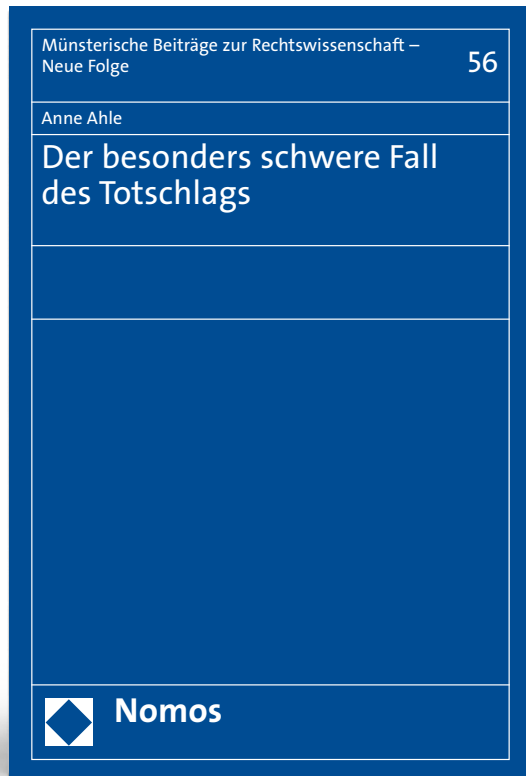 Münsterische Beiträge zur Rechtswissenschaft –
Neue Folge
56
Anne Ahle
Der besonders schwere Fall
des Totschlags
Nomos